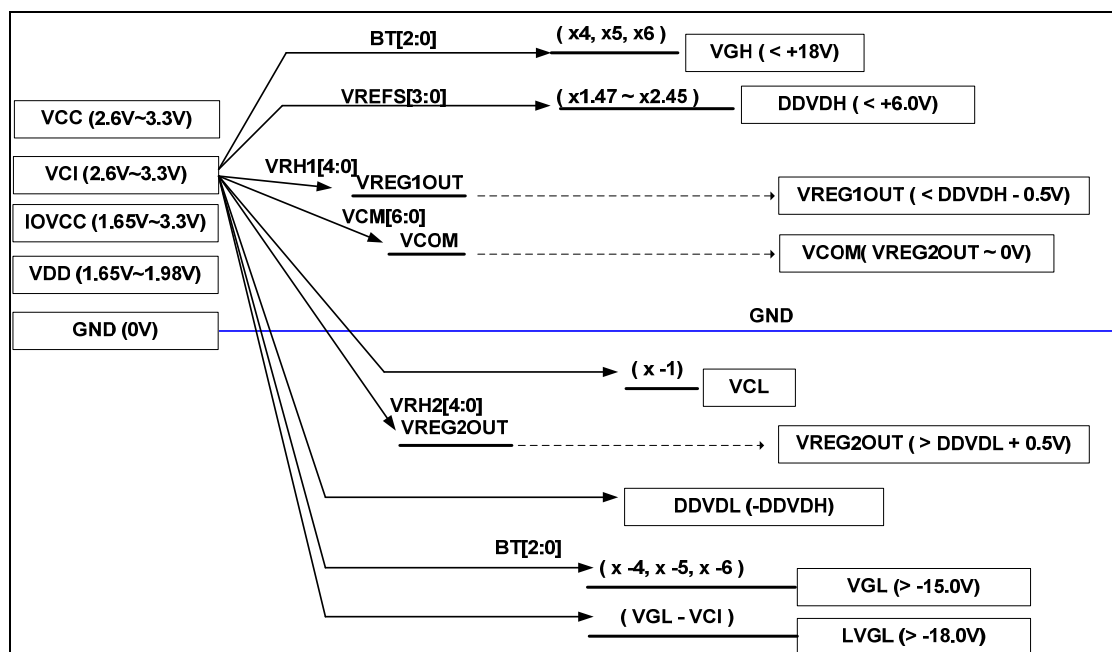 BT[2:0]
( x4, x5, x6)
VGH ( < +18V)
VREFS[3:0]
(x1.47 ~ x2.45 )
DDVDH ( < +6.0V)
VCC (2.6V~3.3V)
VCI (2.6V~3.3V)
VRH1[4:0]
VREG1OUT
VREG1OUT ( < DDVDH - 0.5V)
IOVCC (1.65V~3.3V)
VCM[6:0]
VCOM
VCOM( VREG2OUT ~ 0V)
VDD (1.65V~1.98V)
GND (0V)
GND
( x -1)
VCL
VRH2[4:0]
VREG2OUT
VREG2OUT ( > DDVDL + 0.5V)
DDVDL (-DDVDH)
BT[2:0]
( x -4, x -5, x -6 )
VGL (> -15.0V)
( VGL - VCI )
LVGL (> -18.0V)